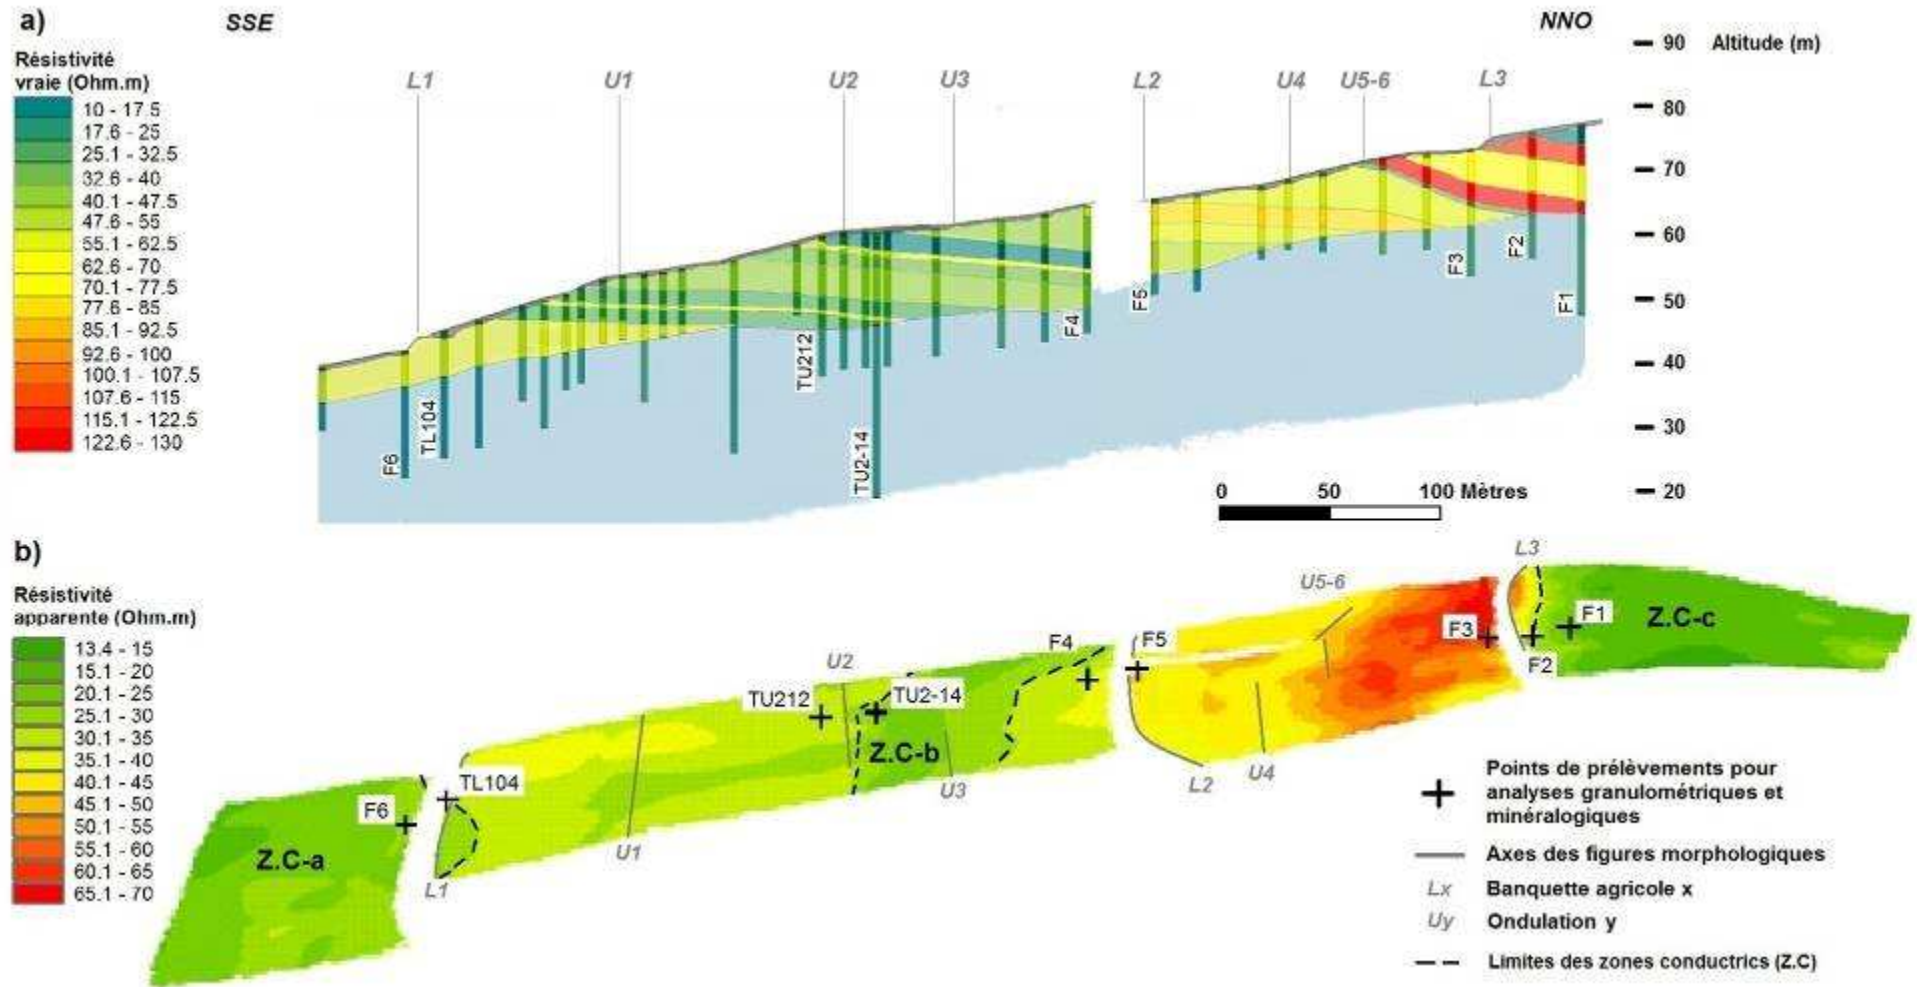 a)
SSE
NNO
Résistivité
vraie (Ohm.m)
10 - 17.5
17.6 - 25
25.1 - 32.5
32.6 - 40
40.1 - 47.5
47.6 - 55
55.1 - 62.5
62.6 - 70
70.1 - 77.5
77.6 - 85
85.1 - 92.5
92.6 - 100
100.1 - 107.5
107.6 - 115
115.1 - 122.5
122.6 - 130
L1
U1
U2
U3
L2
U4
U5-6
L3
90 Altitude (m)
80
70
60
50
40
30
20
F6
TL104
TU212
TU2-14
F4
F5
F3
F2
F1
0 50 100 Mètres
b)
Résistivité
apparente (Ohm.m)
13.4 - 15
15.1 - 20
20.1 - 25
25.1 - 30
30.1 - 35
35.1 - 40
40.1 - 45
45.1 - 50
50.1 - 55
55.1 - 60
60.1 - 65
65.1 - 70
Z.C-a
F6
TL104
L1
U1
TU212
U2
TU2-14
Z.C-b
U3
F4
F5
L2
U4
U5-6
F3
L3
F2
F1
Z.C-c
Points de prélèvements pour
analyses granulométriques et
minéralogiques
Axes des figures morphologiques
Lx Banquette agricole x
Uy Ondulation y
Limites des zones conductrics (Z.C)